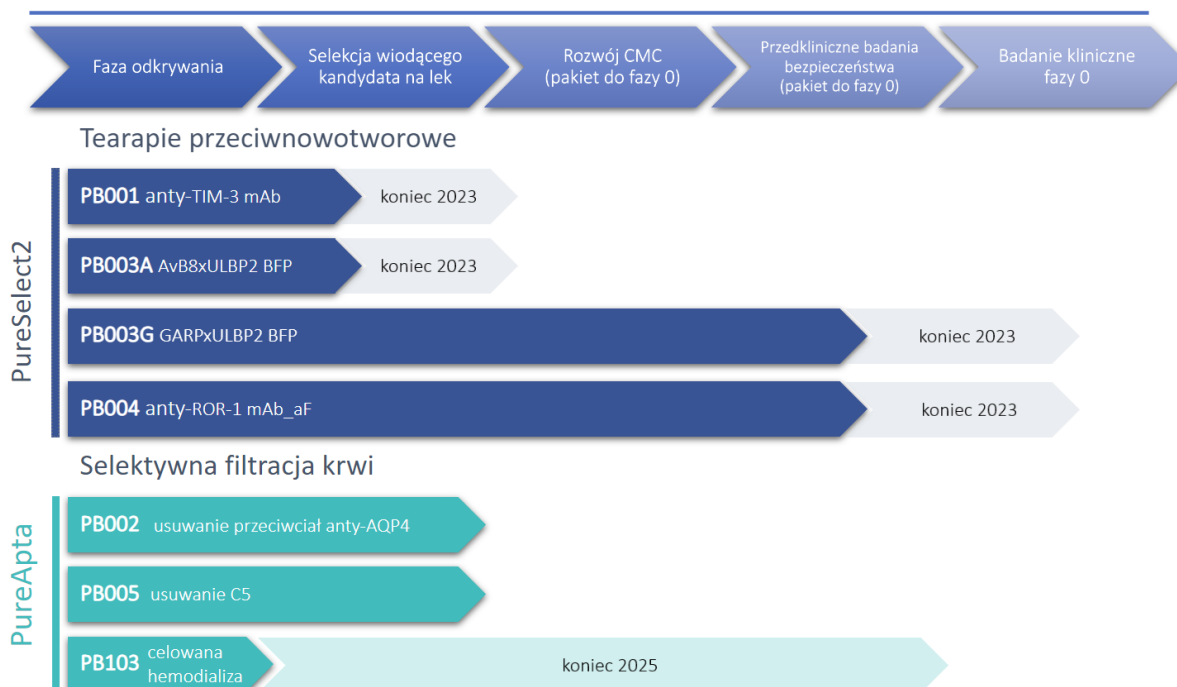 Faza odkrywania
Selekcja wiodącego
kandydata na lek
Rozwój CMC
(pakiet do fazy 0)
Przedkliniczne badania
bezpieczeństwa
(pakiet do fazy 0)
Badanie kliniczne
fazy 0
Tearapie przeciwnowotworowe
PureSelect2
PB001 anty-TIM-3 mAb
koniec 2023
PB003A AvB8xULBP2 BFP
koniec 2023
PB003G GARPxULBP2 BFP
koniec 2023
PB004 anty-ROR-1 mAb_aF
koniec 2023
Selektywna filtracja krwi
PureApta
PB002 usuwanie przeciwciał anty-AQP4
PB005 usuwanie C5
PB103 celowana
hemodializa
koniec 2025